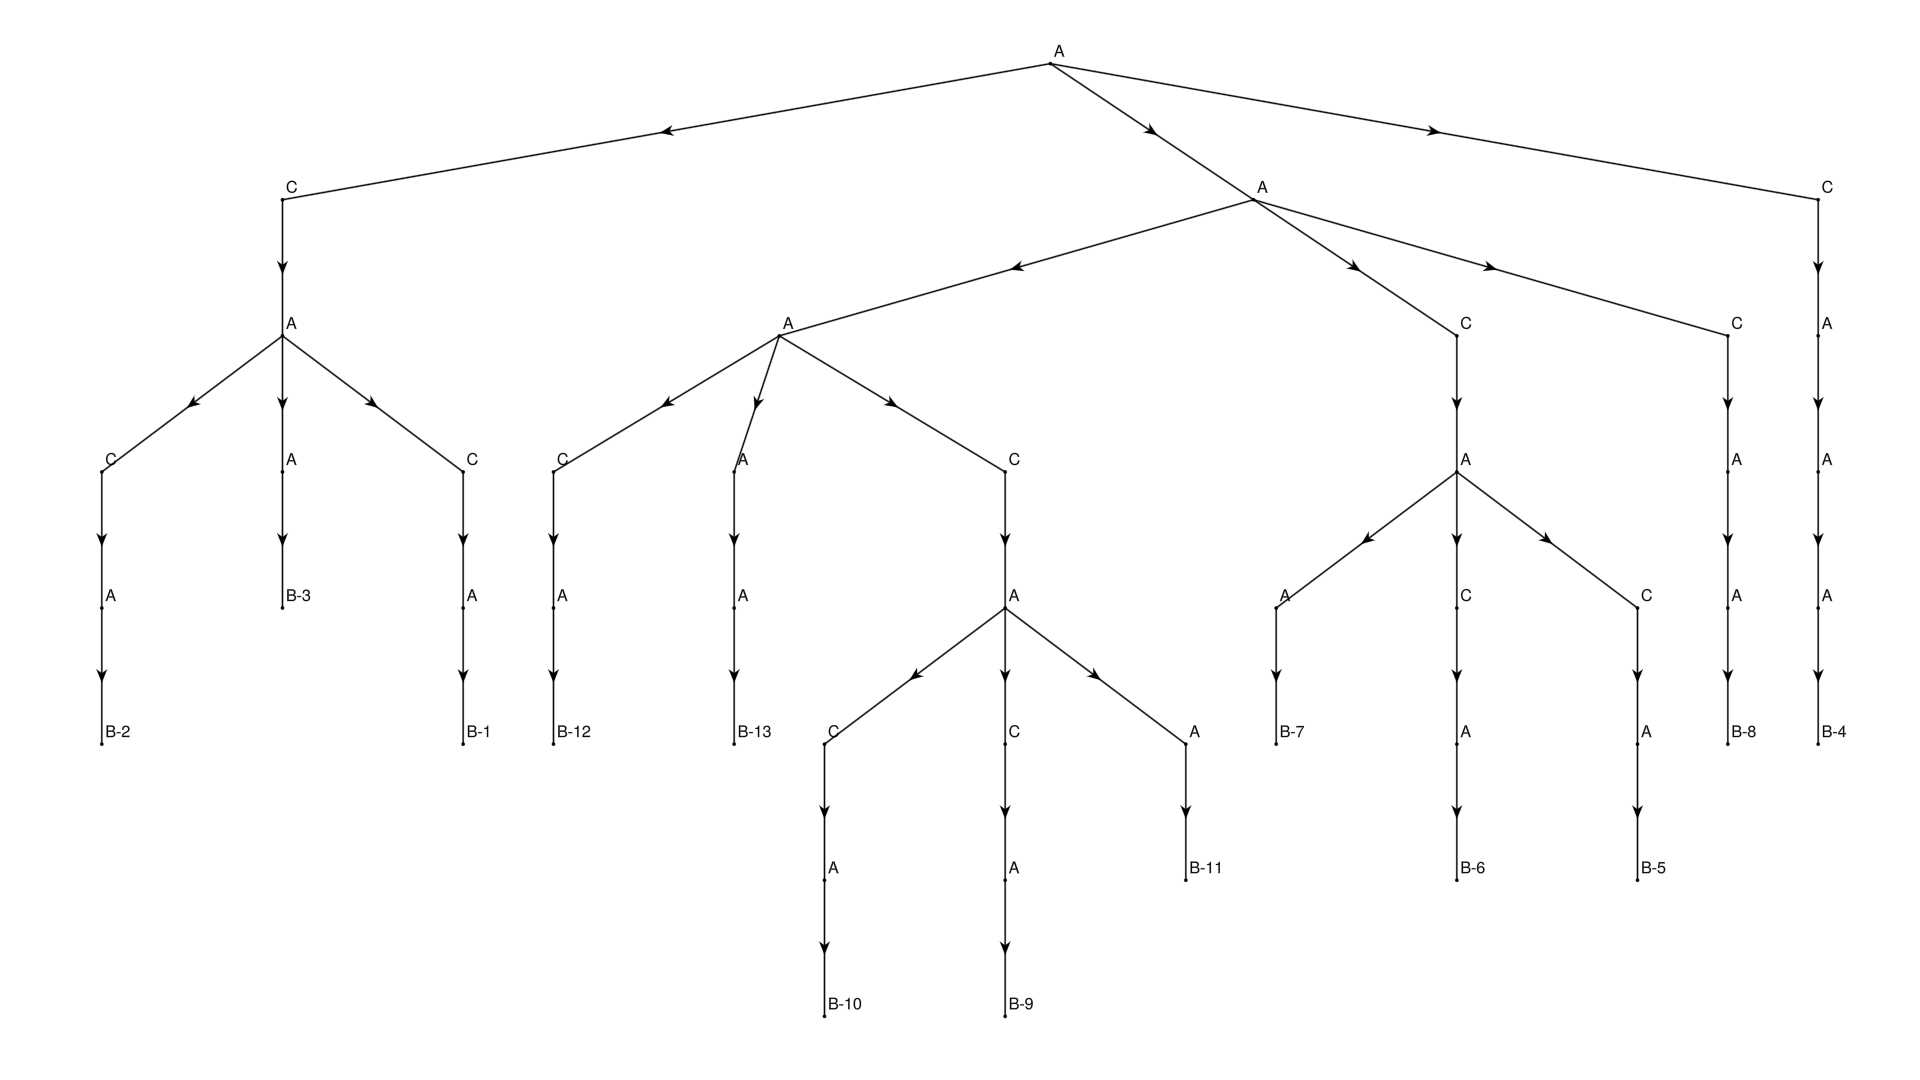 A
C A C
A A C C A
C A C C A C A A A
A B-3 A A A A A C C A A
B-2 B-1 B-12 B-13 C C A B-7 A A B-8 B-4
A A B-11 B-6 B-5
B-10 B-9